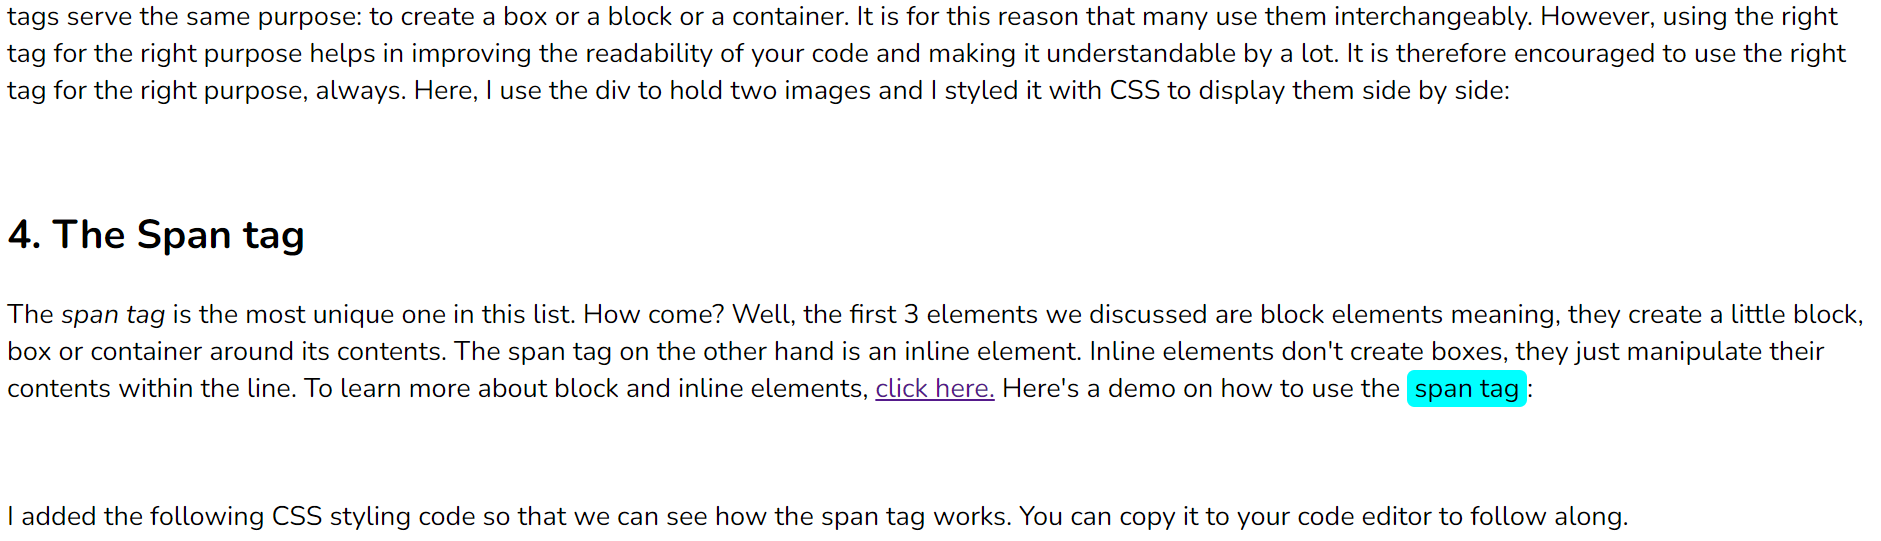 tags serve the same purpose: to create a box or a block or a container. It is for this reason that many use them interchangeably. However, using the right
tag for the right purpose helps in improving the readability of your code and making it understandable by a lot. It is therefore encouraged to use the right
tag for the right purpose, always. Here, I use the div to hold two images and I styled it with CSS to display them side by side:
4. The Span tag
The span tag is the most unique one in this list. How come? Well, the first 3 elements we discussed are block elements meaning, they create a little block,
box or container around its contents. The span tag on the other hand is an inline element. Inline elements don't create boxes, they just manipulate their
contents within the line. To learn more about block and inline elements, click here. Here's a demo on how to use the span tag :
I added the following CSS styling code so that we can see how the span tag works. You can copy it to your code editor to follow along.